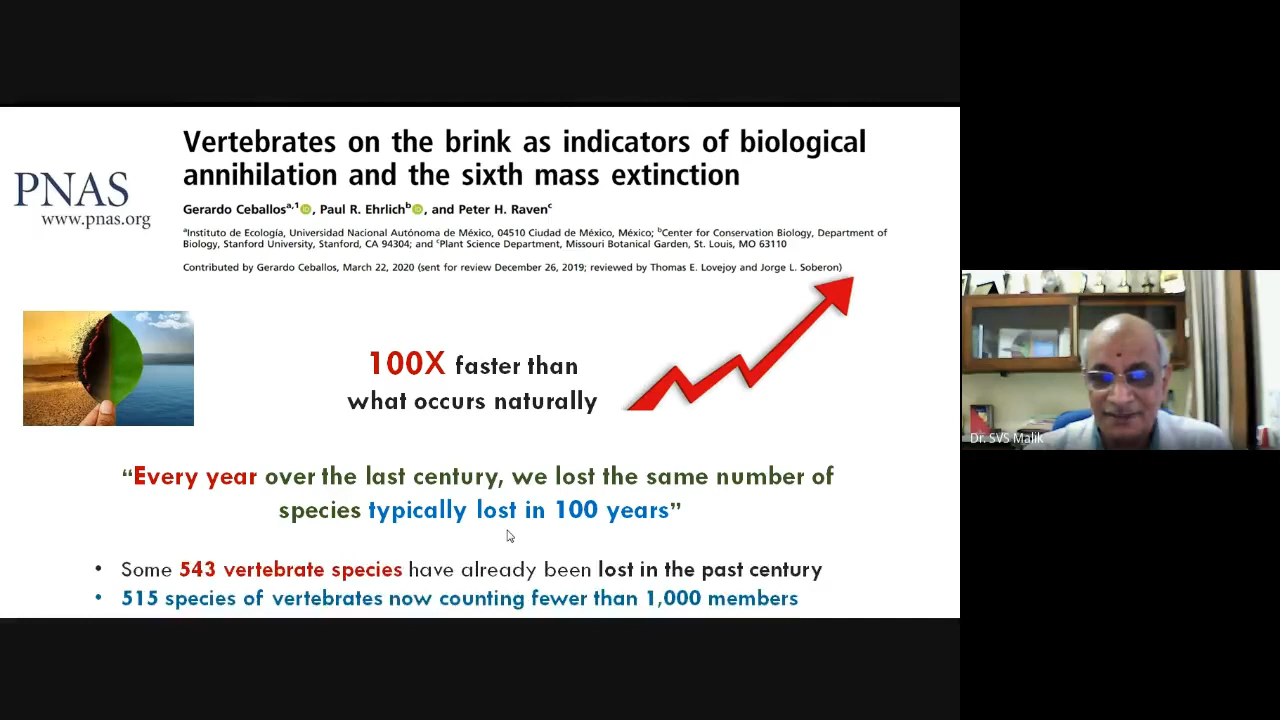 Vertebrates on the brink as indicators of biological
annihilation and the sixth mass extinction
PNAS
www.pnas.org
Gerardo Ceballosa,1, Paul R. Ehrlichb, and Peter H. Ravenc
aInstituto de Ecología, Universidad Nacional Autónoma de México, 04510 Ciudad de México, México; bCenter for Conservation Biology, Department of
Biology, Stanford University, Stanford, CA 94304; and cPlant Science Department, Missouri Botanical Garden, St. Louis, MO 63110
Contributed by Gerardo Ceballos, March 22, 2020 (sent for review December 26, 2019; reviewed by Thomas E. Lovejoy and Jorge L. Soberon)
100X faster than
what occurs naturally
“Every year over the last century, we lost the same number of
species typically lost in 100 years”
• Some 543 vertebrate species have already been lost in the past century
• 515 species of vertebrates now counting fewer than 1,000 members
Dr. SVS Malik